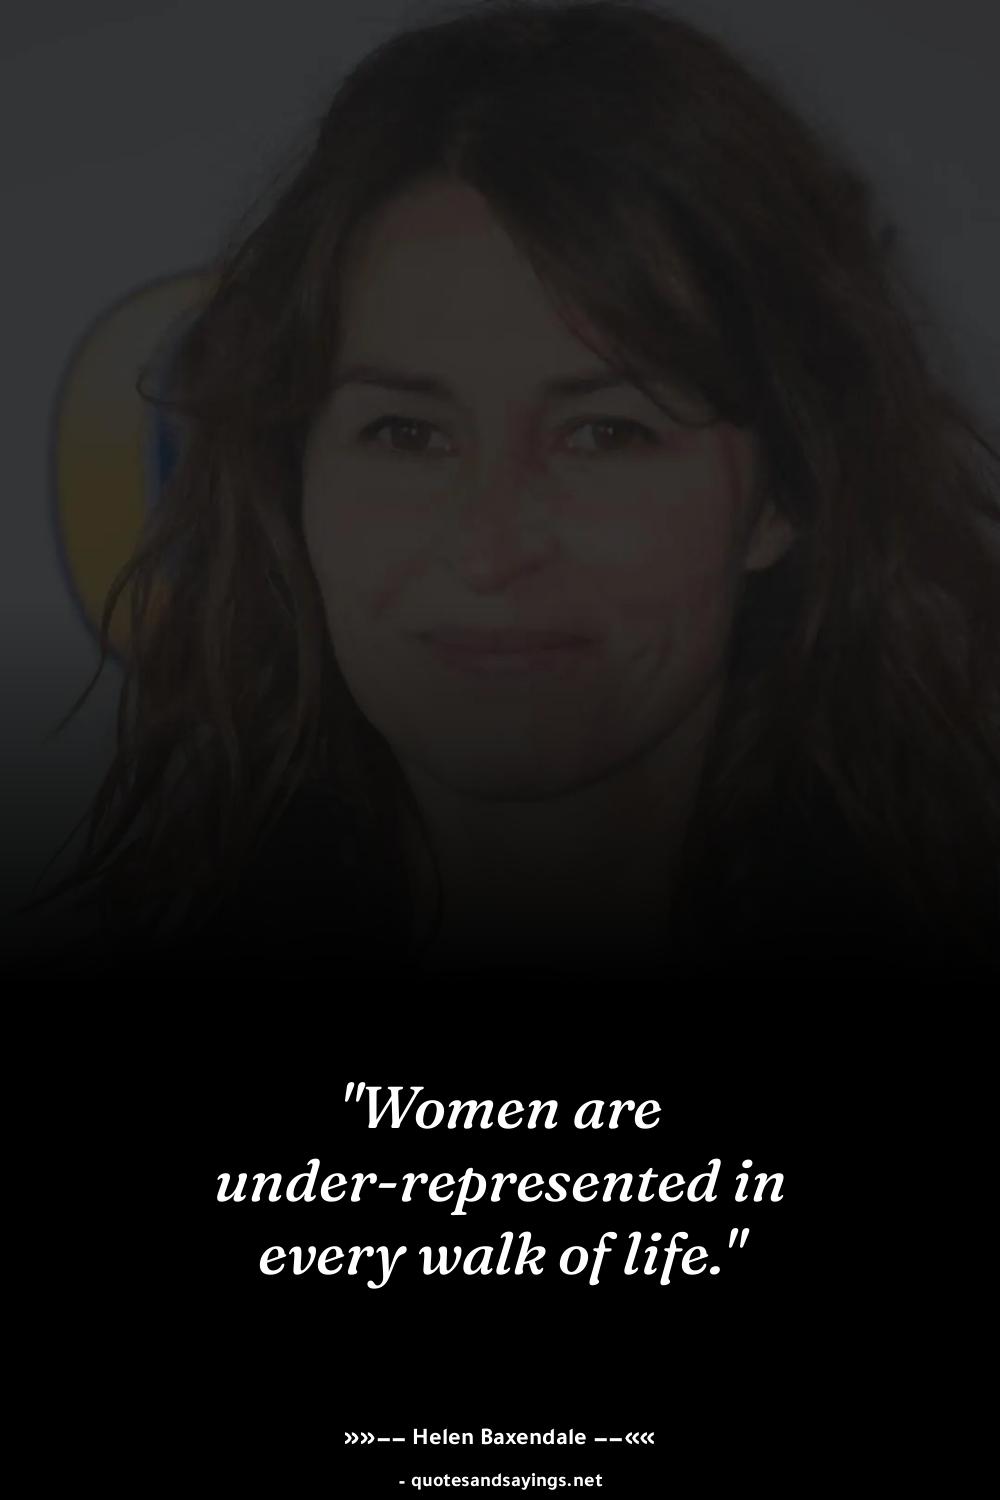 "Women are
under-represented in
every walk of life."
»»−− Helen Baxendale −−««
- quotesandsayings.net